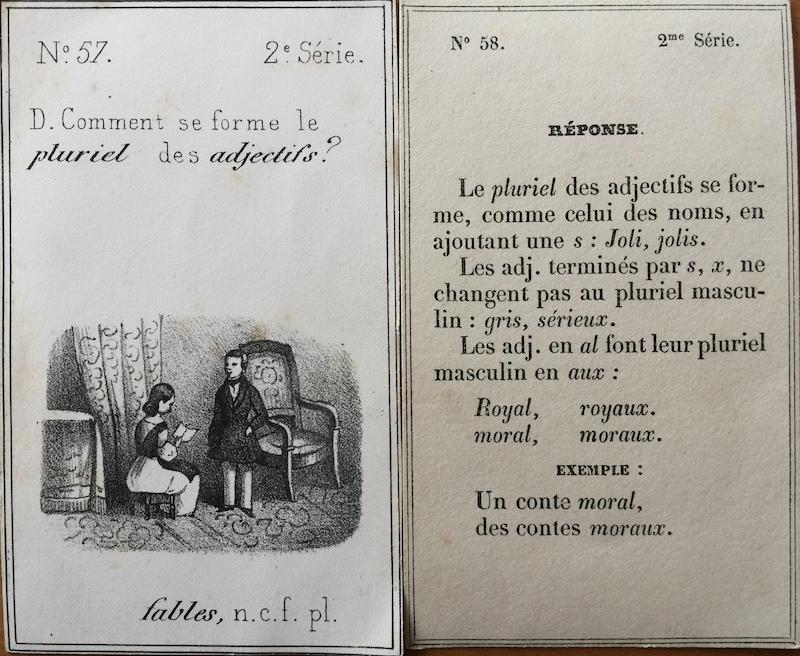 Nº 57. 2e Série.
D. Comment se forme le
pluriel des adjectifs?
fables, n.c.f. pl.
Nº 58. 2me Série.
RÉPONSE.
Le pluriel des adjectifs se for-
me, comme celui des noms, en
ajoutant une s : Joli, jolis.
Les adj. terminés par s, x, ne
changent pas au pluriel mascu-
lin : gris, sérieux.
Les adj. en al font leur pluriel
masculin en aux :
Royal, royaux.
moral, moraux.
EXEMPLE :
Un conte moral,
des contes moraux.